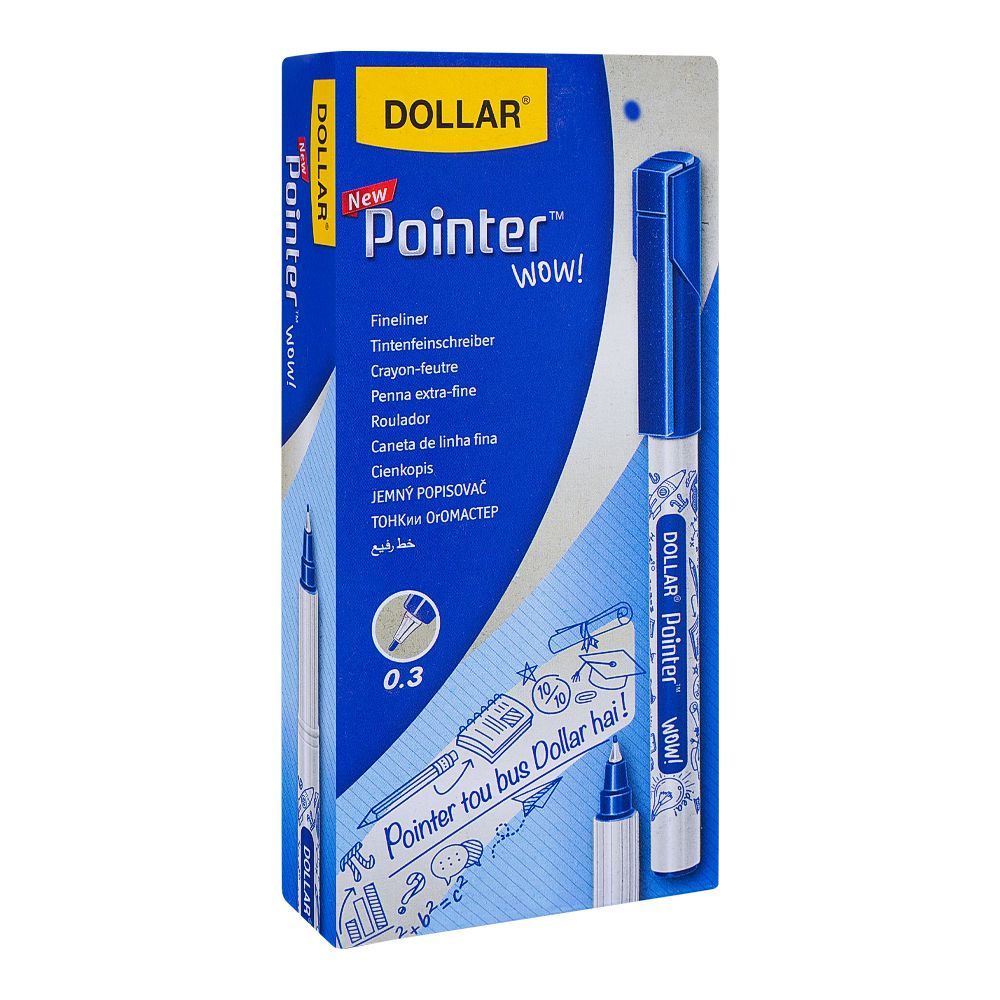 DOLLAR®
New
Pointer™
wow!
DOLLAR®
New
Pointer™
wow!
Fineliner
Tintenfeinschreiber
Crayon-feutre
Penna extra-fine
Roulador
Caneta de linha fina
Cienkopis
JEMNÝ POPISOVAČ
ТОНКии ОгОМАСТЕР
خط رفيع
0.3
10/10
Pointer tou bus Dollar hai!
²+b²=c²
DOLLAR® Pointer™ wow!
idea
DOLLAR